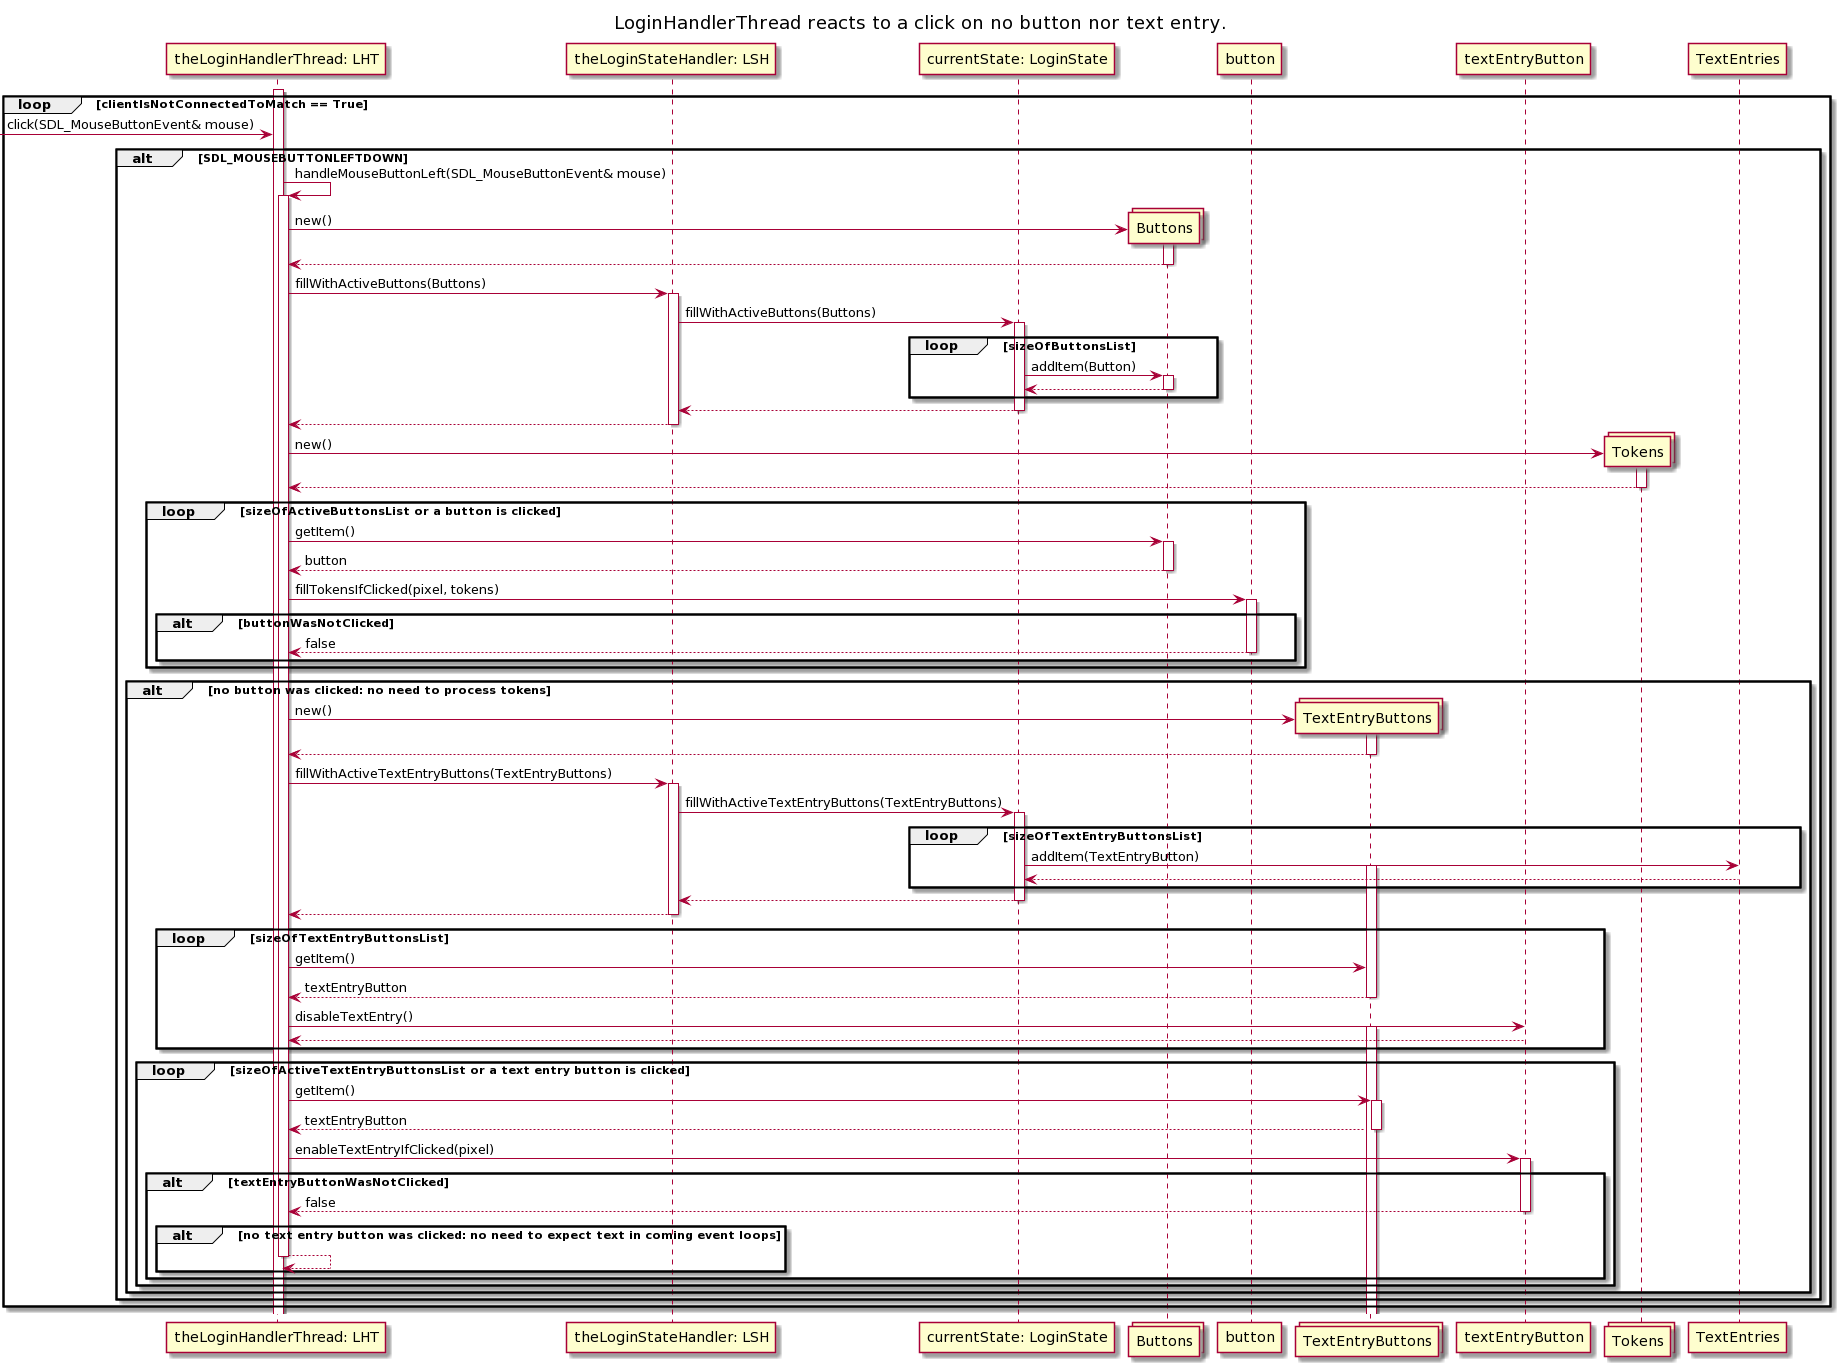 LoginHandlerThread reacts to a click on no button nor text entry.
theLoginHandlerThread: LHT
theLoginStateHandler: LSH
currentState: LoginState
button
textEntryButton
TextEntries
loop
[clientIsNotConnectedToMatch == True]
click(SDL_MouseButtonEvent& mouse)
alt
[SDL_MOUSEBUTTONLEFTDOWN]
handleMouseButtonLeft(SDL_MouseButtonEvent& mouse)
new()
Buttons
fillWithActiveButtons(Buttons)
fillWithActiveButtons(Buttons)
loop
[sizeOfButtonsList]
addItem(Button)
new()
Tokens
loop
[sizeOfActiveButtonsList or a button is clicked]
getItem()
button
fillTokensIfClicked(pixel, tokens)
alt
[buttonWasNotClicked]
false
alt
[no button was clicked: no need to process tokens]
new()
TextEntryButtons
fillWithActiveTextEntryButtons(TextEntryButtons)
fillWithActiveTextEntryButtons(TextEntryButtons)
loop
[sizeOfTextEntryButtonsList]
addItem(TextEntryButton)
loop
[sizeOfTextEntryButtonsList]
getItem()
textEntryButton
disableTextEntry()
loop
[sizeOfActiveTextEntryButtonsList or a text entry button is clicked]
getItem()
textEntryButton
enableTextEntryIfClicked(pixel)
alt
[textEntryButtonWasNotClicked]
false
alt
[no text entry button was clicked: no need to expect text in coming event loops]
theLoginHandlerThread: LHT
theLoginStateHandler: LSH
currentState: LoginState
Buttons
button
TextEntryButtons
textEntryButton
Tokens
TextEntries